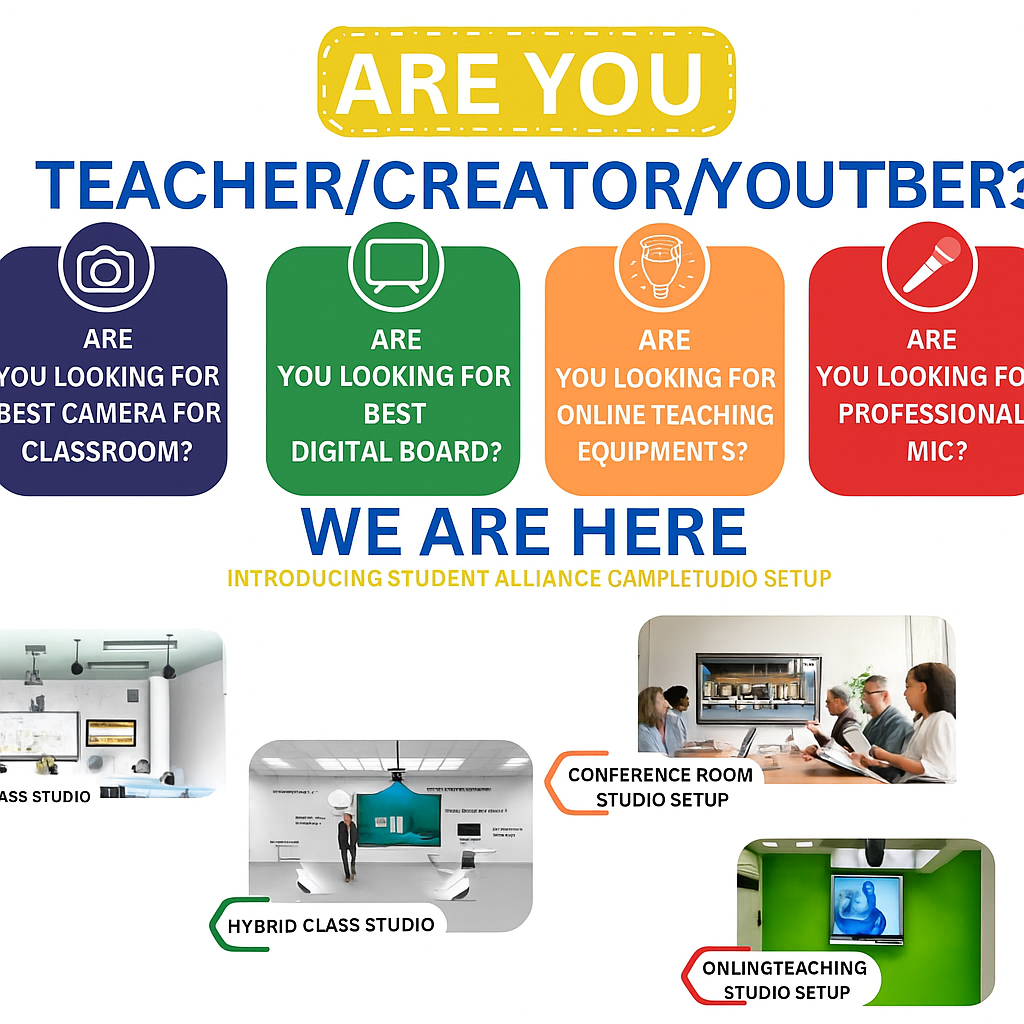 ARE YOU
TEACHER/CREATOR/YOUTBER?
ARE
YOU LOOKING FOR
BEST CAMERA FOR
CLASSROOM?
ARE
YOU LOOKING FOR
BEST
DIGITAL BOARD?
ARE
YOU LOOKING FOR
ONLINE TEACHING
EQUIPMENTS?
ARE
YOU LOOKING FO
PROFESSIONAL
MIC?
WE ARE HERE
INTRODUCING STUDENT ALLIANCE GAMPLETUDIO SETUP
ASS STUDIO
CONFERENCE ROOM
STUDIO SETUP
HYBRID CLASS STUDIO
ONLINGTEACHING
STUDIO SETUP